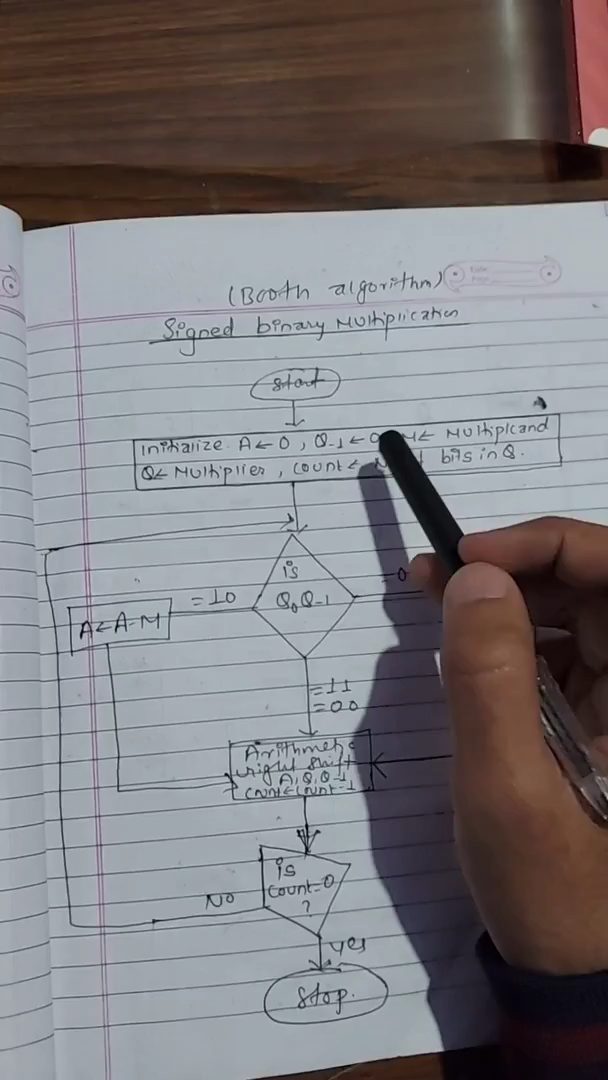 (Booth algorithm)
Signed binary Multiplication
Start
Initialize A ← 0, Q-1 ← 0, M ← Multiplcand
Q ← Multiplier, count ← bits in Q.
is
Q0Q-1
=10
A ← A-M
=11
=00
Arithmetic
right shift
A, Q, Q-1
count ← count-1
is
count=0
?
No
yes
Stop.